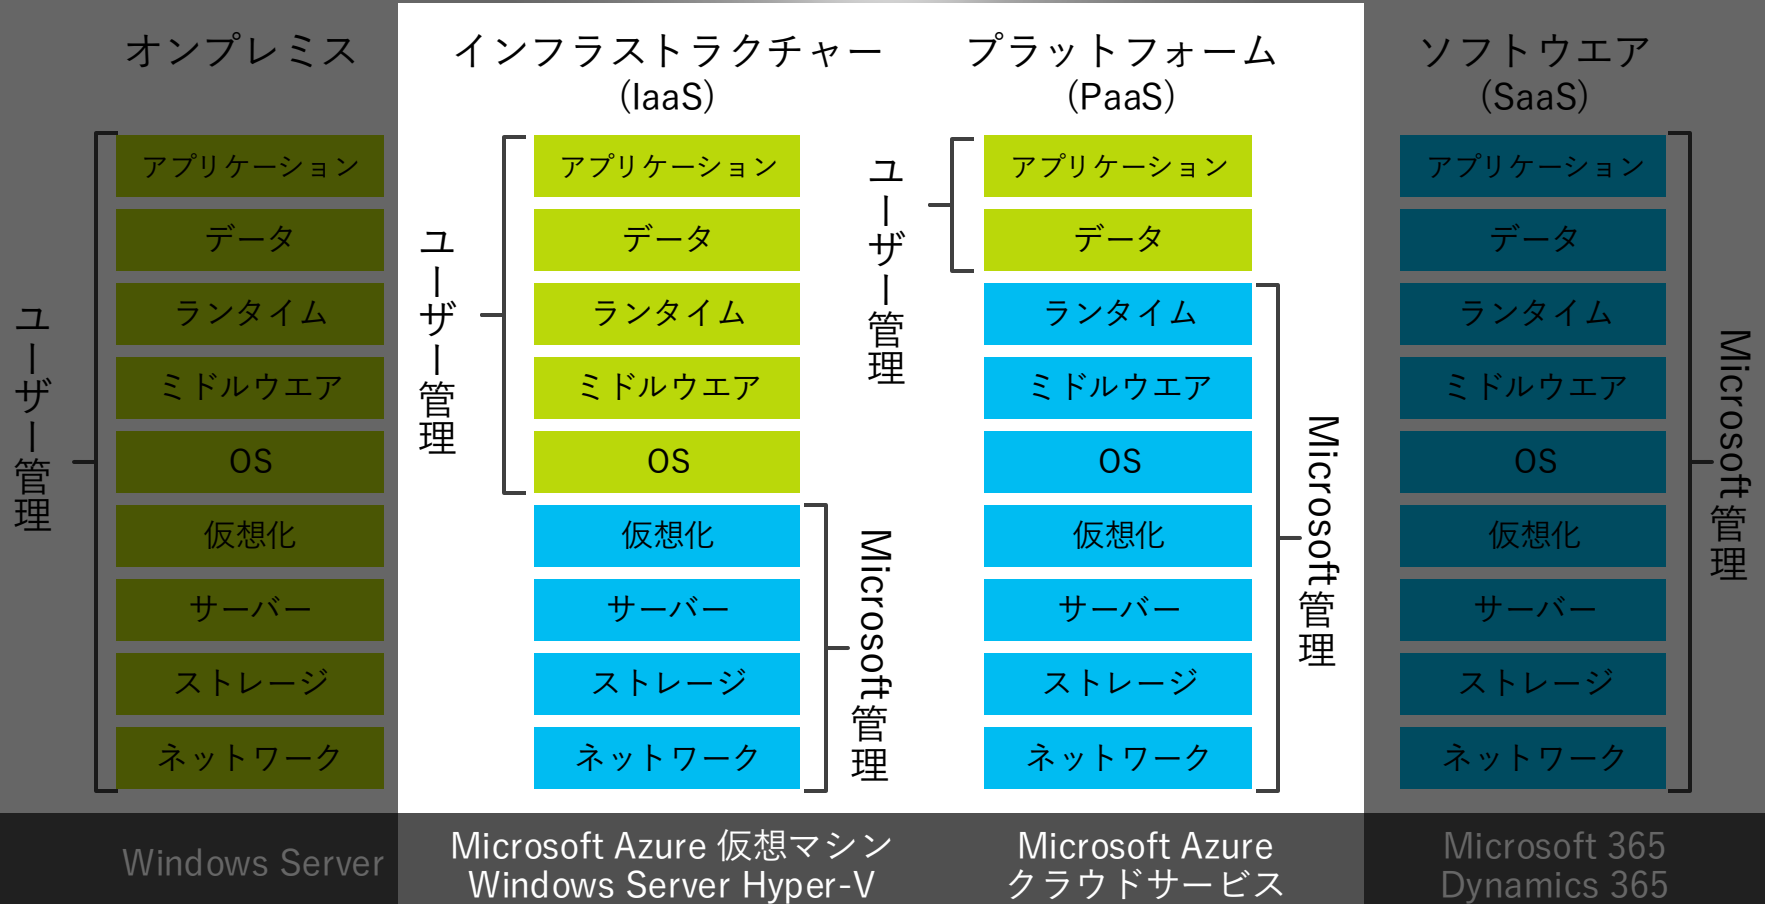 オンプレミス
ユーザー管理
アプリケーション
データ
ランタイム
ミドルウエア
OS
仮想化
サーバー
ストレージ
ネットワーク
Windows Server
インフラストラクチャー
(IaaS)
ユーザー管理
アプリケーション
データ
ランタイム
ミドルウエア
OS
仮想化
サーバー
ストレージ
ネットワーク
Microsoft管理
Microsoft Azure 仮想マシン
Windows Server Hyper-V
プラットフォーム
(PaaS)
ユーザー管理
アプリケーション
データ
ランタイム
ミドルウエア
OS
仮想化
サーバー
ストレージ
ネットワーク
Microsoft管理
Microsoft Azure
クラウドサービス
ソフトウエア
(SaaS)
アプリケーション
データ
ランタイム
ミドルウエア
OS
仮想化
サーバー
ストレージ
ネットワーク
Microsoft管理
Microsoft 365
Dynamics 365